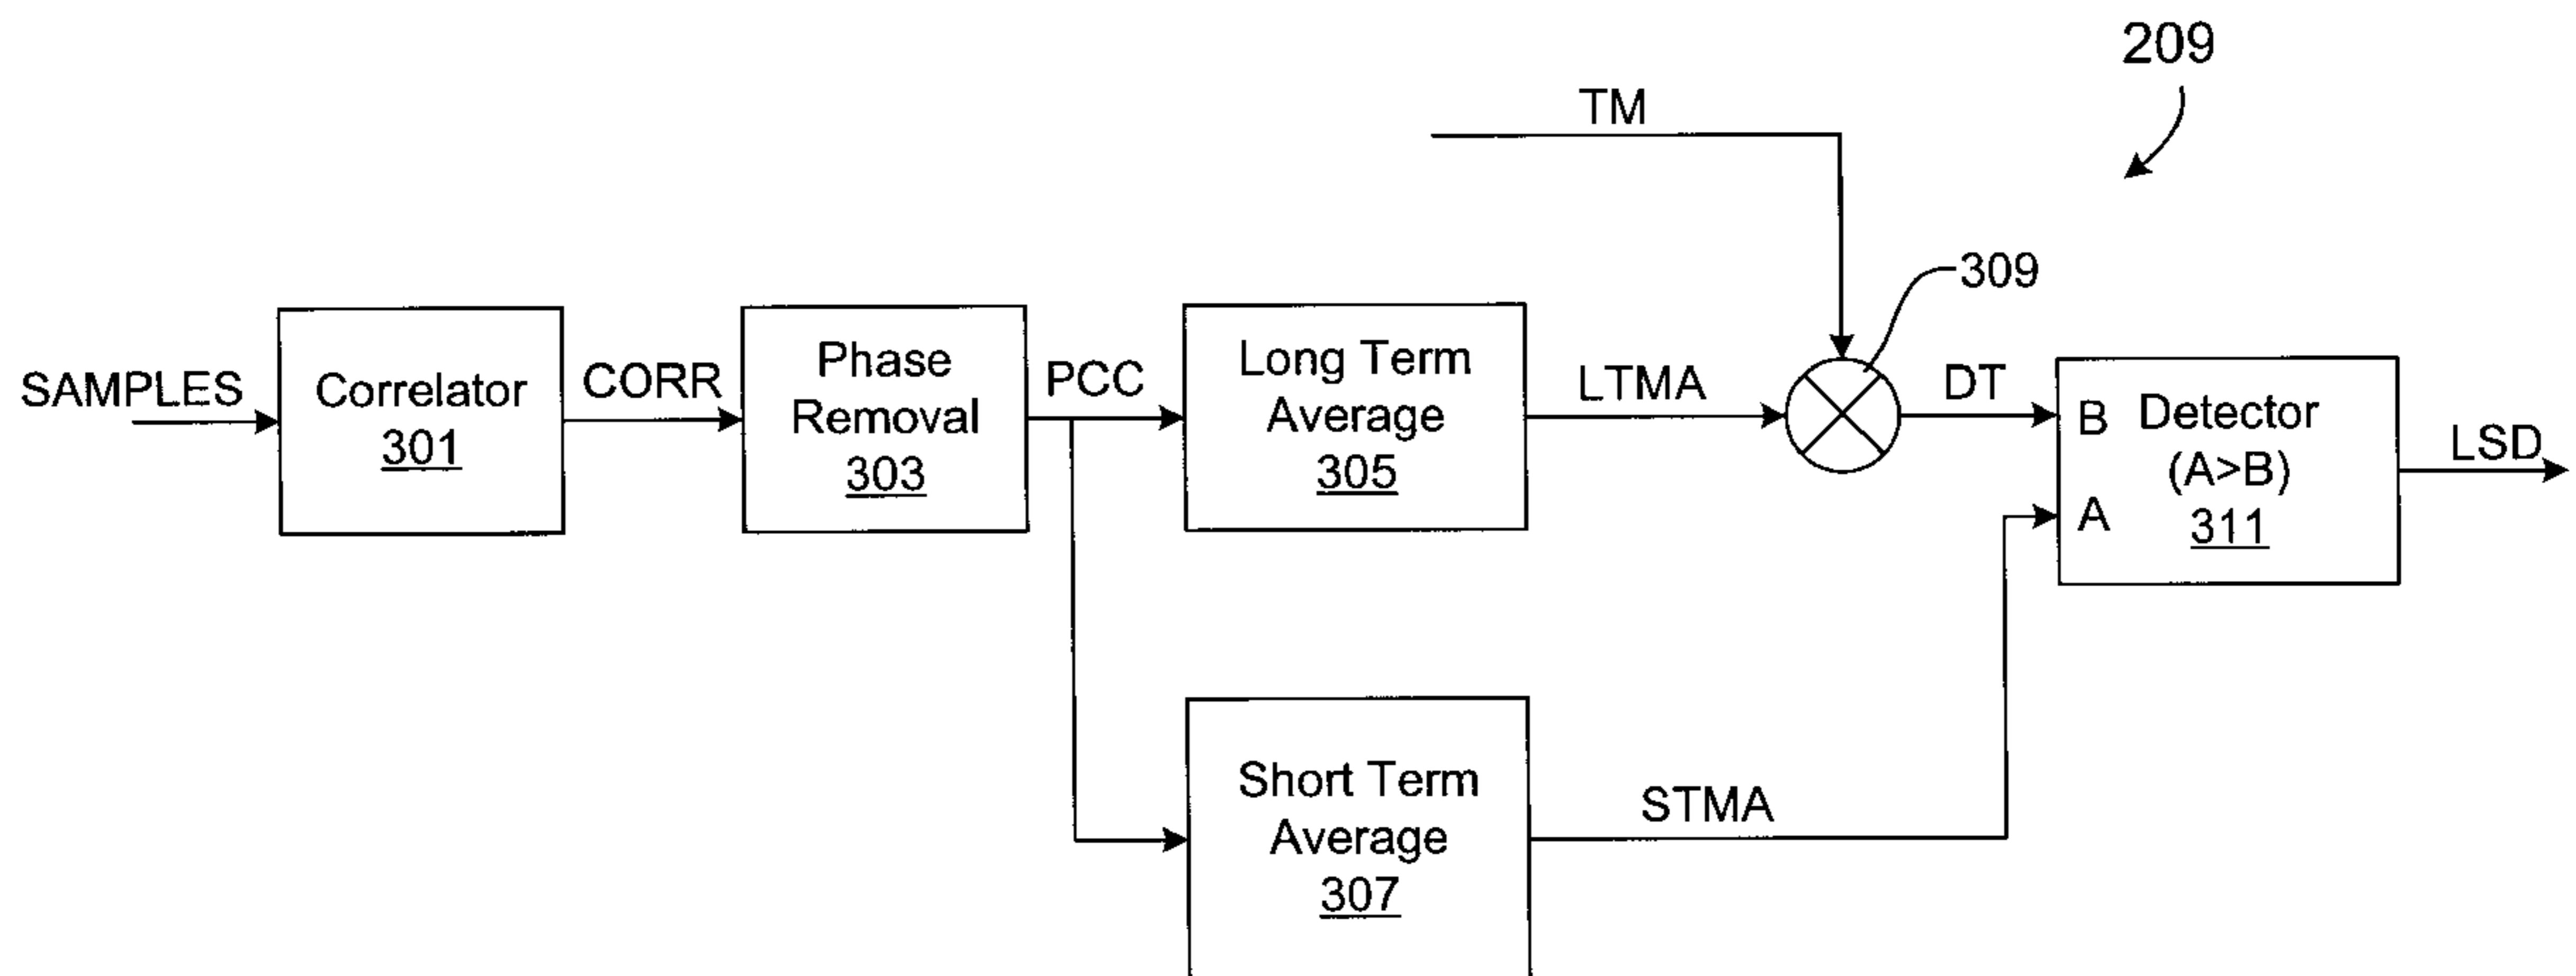 209
TM
309
SAMPLES
Correlator
301
CORR
Phase
Removal
303
PCC
Long Term
Average
305
LTMA
DT
B
A
Detector
(A>B)
311
LSD
Short Term
Average
307
STMA